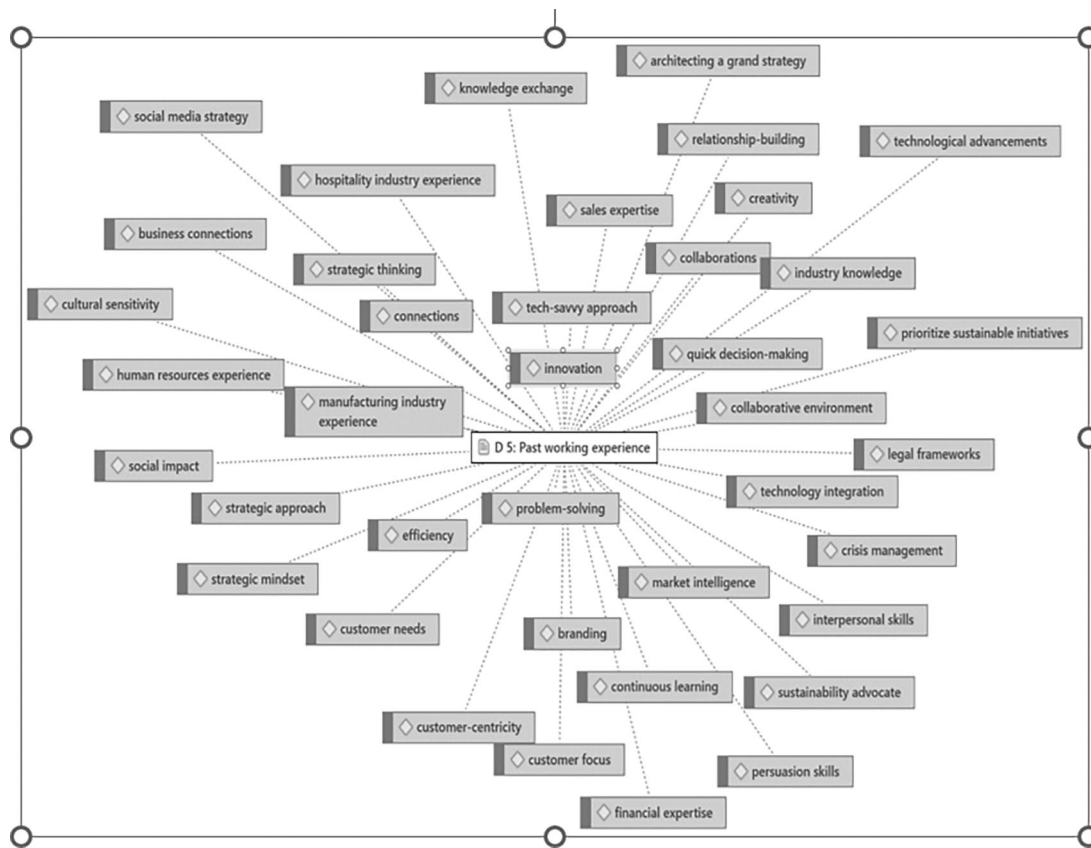 architecting a grand strategy
knowledge exchange
social media strategy
relationship-building
technological advancements
hospitality industry experience
creativity
sales expertise
business connections
collaborations
strategic thinking
industry knowledge
cultural sensitivity
tech-savvy approach
connections
prioritize sustainable initiatives
quick decision-making
innovation
human resources experience
manufacturing industry
experience
collaborative environment
D 5: Past working experience
legal frameworks
social impact
technology integration
strategic approach
problem-solving
efficiency
crisis management
strategic mindset
market intelligence
interpersonal skills
customer needs
branding
continuous learning
sustainability advocate
customer-centricity
customer focus
persuasion skills
financial expertise